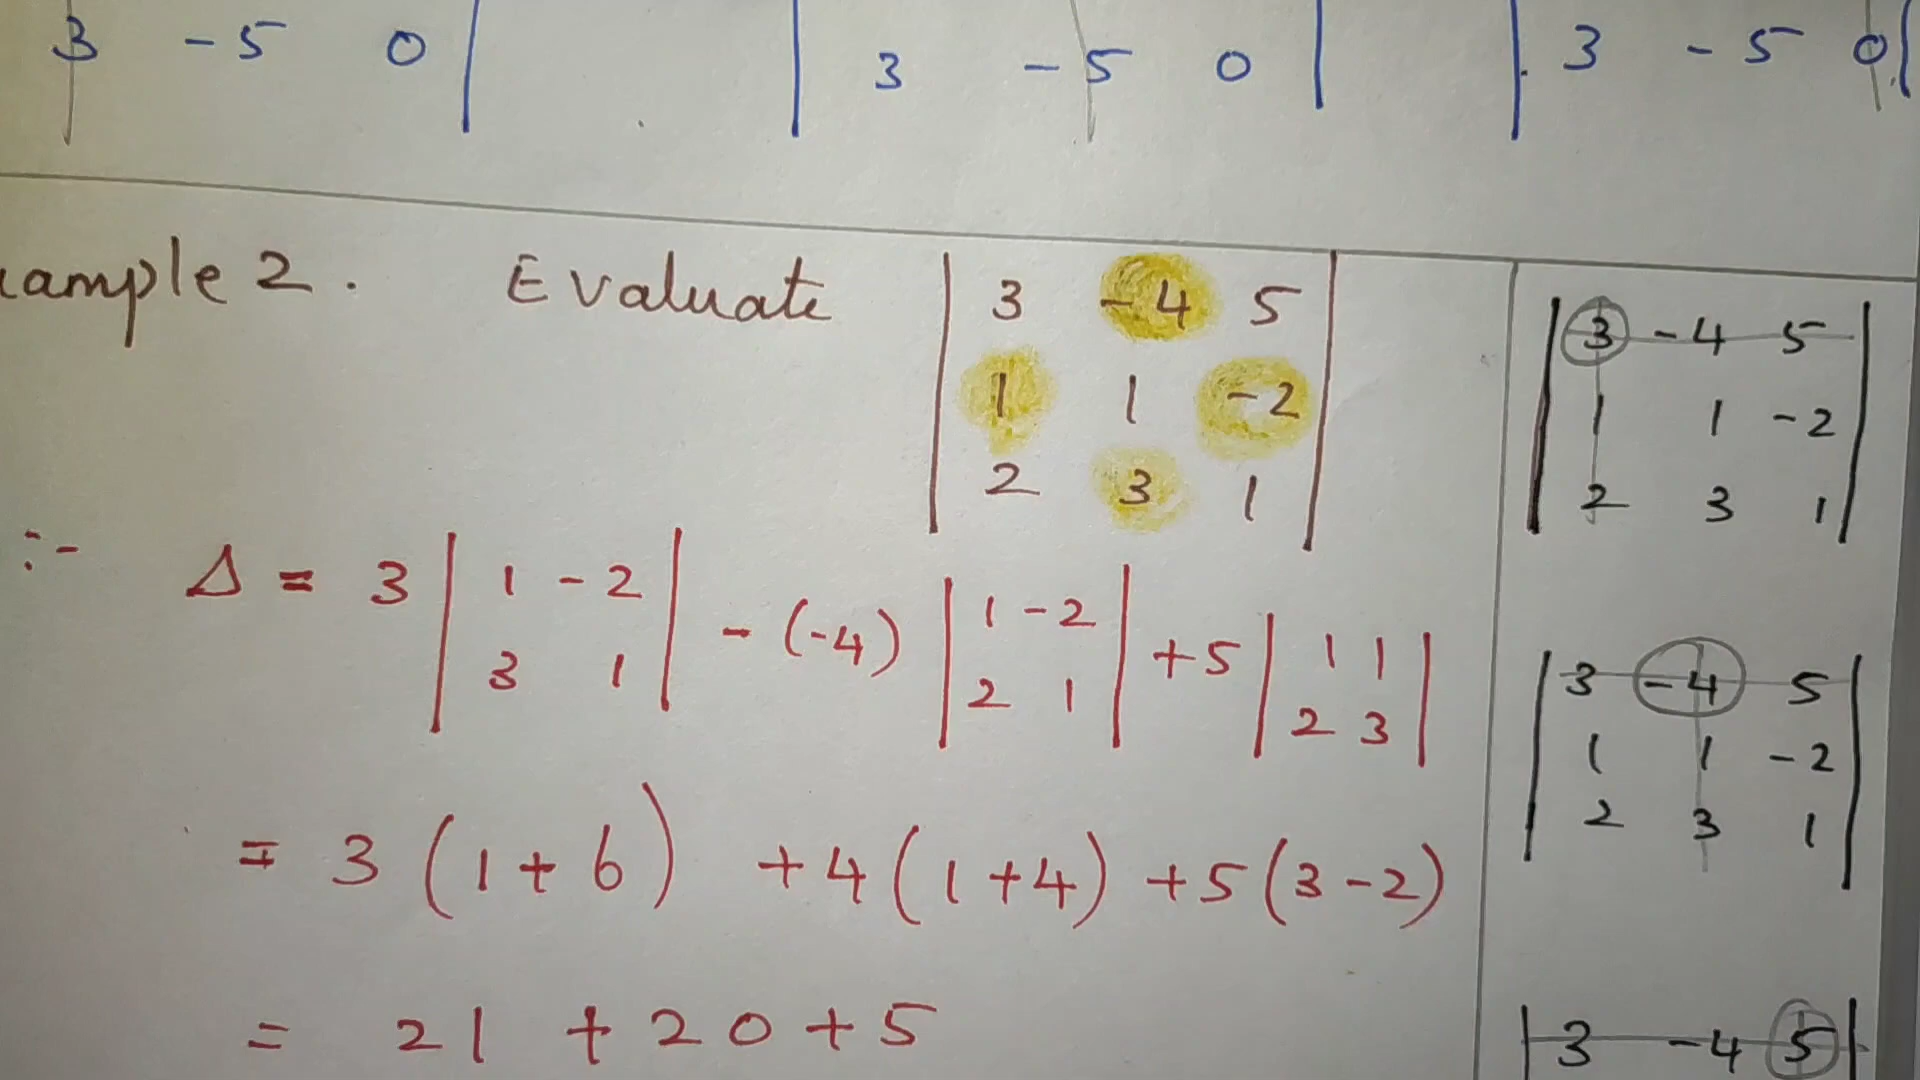 3 -5 0 | | 3 -5 0 | | 3 -5 0 |
ample 2. Evaluate
| 3 -4 5 |
| 1 1 -2 |
| 2 3 1 |
:- Δ = 3 | 1 -2 | - (-4) | 1 -2 | +5 | 1 1 |
| 3 1 | | 2 1 | | 2 3 |
= 3 (1+6) +4 (1+4) +5 (3-2)
= 21 + 20 + 5
| 3 -4 5 |
| 1 1 -2 |
| 2 3 1 |
| 3 -4 5 |
| 1 1 -2 |
| 2 3 1 |
| 3 -4 5 |